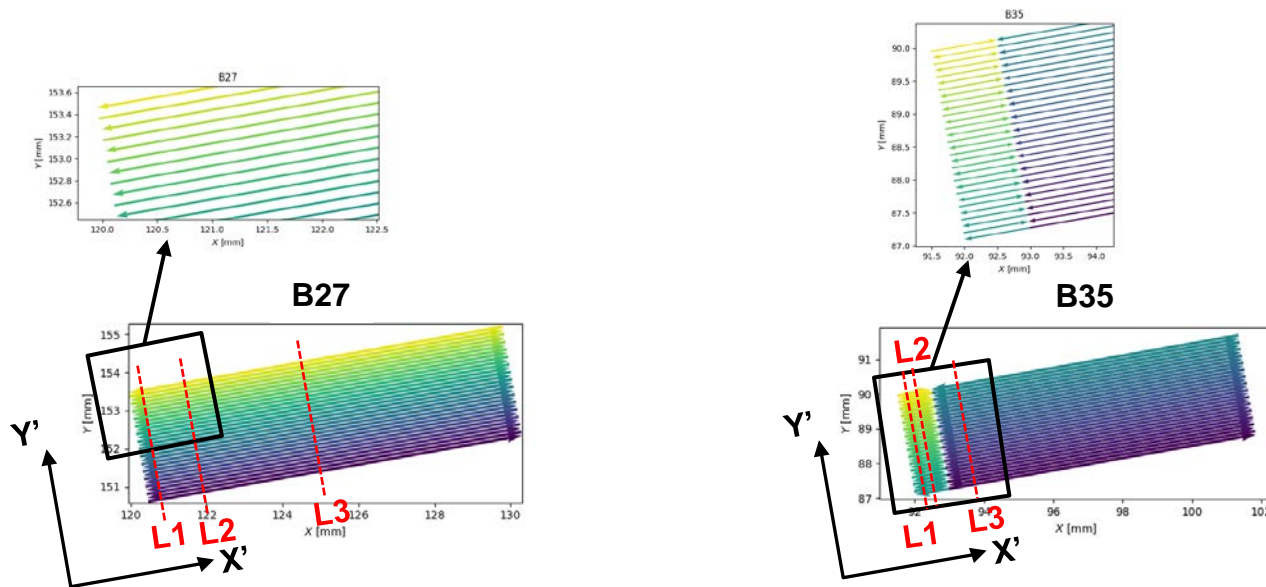 B27
153.6
153.4
153.2
153.0
152.8
152.6
Y [mm]
120.0 120.5 121.0 121.5 122.0 122.5
X [mm]
B35
90.0
89.5
89.0
88.5
88.0
87.5
87.0
Y [mm]
91.5 92.0 92.5 93.0 93.5 94.0
X [mm]
B27
155
154
153
152
151
Y [mm]
120 122 124 126 128 130
X [mm]
L1
L2
L3
Y'
X'
B35
91
90
89
88
87
Y [mm]
92 94 96 98 100
X [mm]
L2
L1
L3
Y'
X'